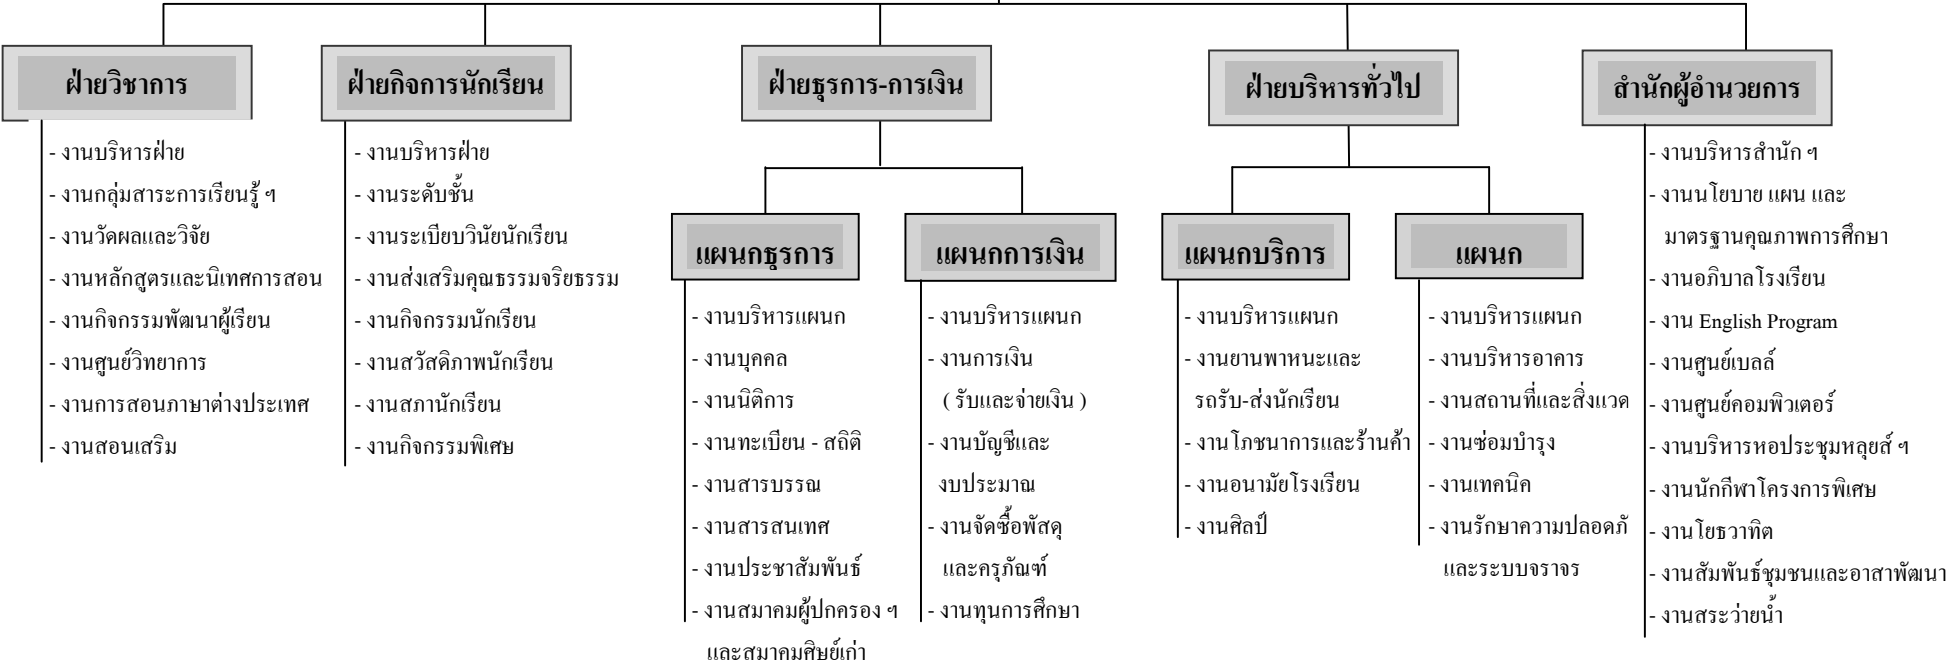 ฝ่ายวิชาการ
- งานบริหารฝ่าย
- งานกลุ่มสาระการเรียนรู้ ฯ
- งานวัดผลและวิจัย
- งานหลักสูตรและนิเทศการสอน
- งานกิจกรรมพัฒนาผู้เรียน
- งานศูนย์วิทยาการ
- งานการสอนภาษาต่างประเทศ
- งานสอนเสริม
ฝ่ายกิจการนักเรียน
- งานบริหารฝ่าย
- งานระดับชั้น
- งานระเบียบวินัยนักเรียน
- งานส่งเสริมคุณธรรมจริยธรรม
- งานกิจกรรมนักเรียน
- งานสวัสดิภาพนักเรียน
- งานสภานักเรียน
- งานกิจกรรมพิเศษ
ฝ่ายธุรการ-การเงิน
แผนกธุรการ
- งานบริหารแผนก
- งานบุคคล
- งานนิติการ
- งานทะเบียน - สถิติ
- งานสารบรรณ
- งานสารสนเทศ
- งานประชาสัมพันธ์
- งานสมาคมผู้ปกครอง ฯ
และสมาคมศิษย์เก่า
แผนกการเงิน
- งานบริหารแผนก
- งานการเงิน
( รับและจ่ายเงิน )
- งานบัญชีและ
งบประมาณ
- งานจัดซื้อพัสดุ
และครุภัณฑ์
- งานทุนการศึกษา
ฝ่ายบริหารทั่วไป
แผนกบริการ
- งานบริหารแผนก
- งานยานพาหนะและ
รถรับ-ส่งนักเรียน
- งานโภชนาการและร้านค้า
- งานอนามัยโรงเรียน
- งานศิลป์
แผนก
- งานบริหารแผนก
- งานบริหารอาคาร
- งานสถานที่และสิ่งแวด
- งานซ่อมบำรุง
- งานเทคนิค
- งานรักษาความปลอดภั
และระบบจราจร
สำนักผู้อำนวยการ
- งานบริหารสำนัก ฯ
- งานนโยบาย แผน และ
มาตรฐานคุณภาพการศึกษา
- งานอภิบาลโรงเรียน
- งาน English Program
- งานศูนย์เบลล์
- งานศูนย์คอมพิวเตอร์
- งานบริหารหอประชุมหลุยส์ ฯ
- งานนักกีฬาโครงการพิเศษ
- งานโยธวาทิต
- งานสัมพันธ์ชุมชนและอาสาพัฒนา
- งานสระว่ายน้ำ